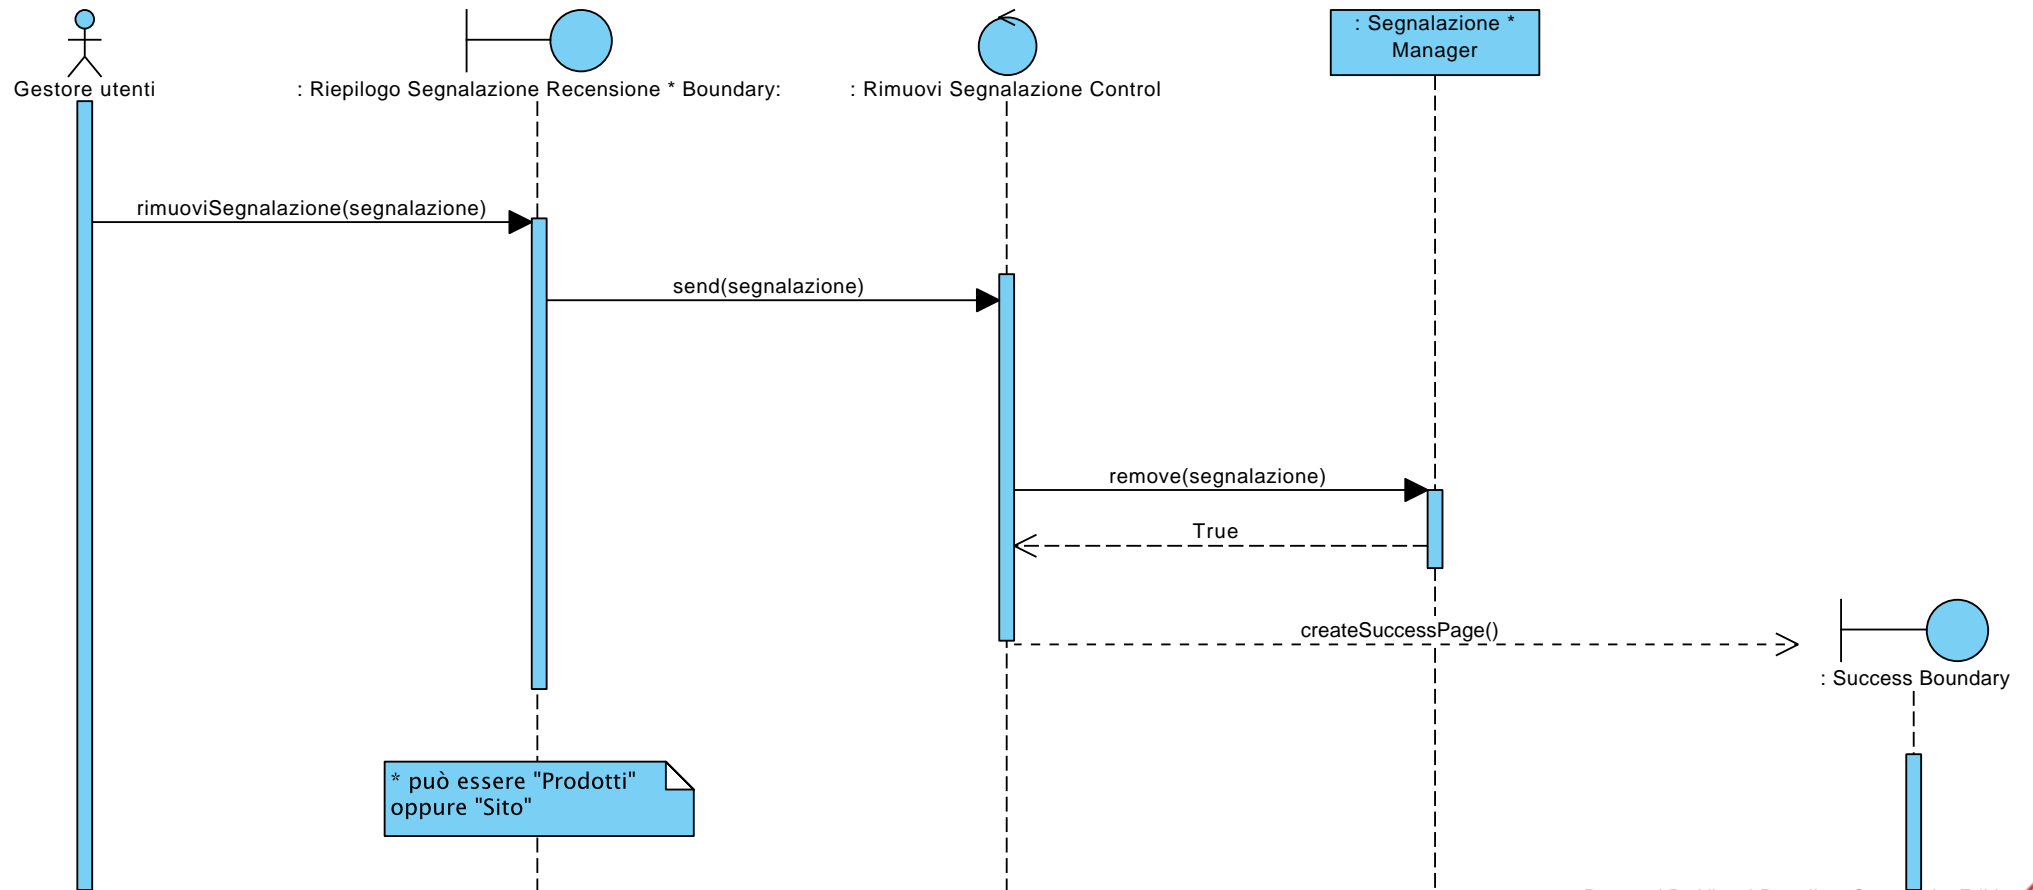 : Segnalazione *
Manager
Gestore utenti
: Riepilogo Segnalazione Recensione * Boundary:
: Rimuovi Segnalazione Control
rimuoviSegnalazione(segnalazione)
send(segnalazione)
remove(segnalazione)
True
createSuccessPage()
: Success Boundary
* può essere "Prodotti"
oppure "Sito"